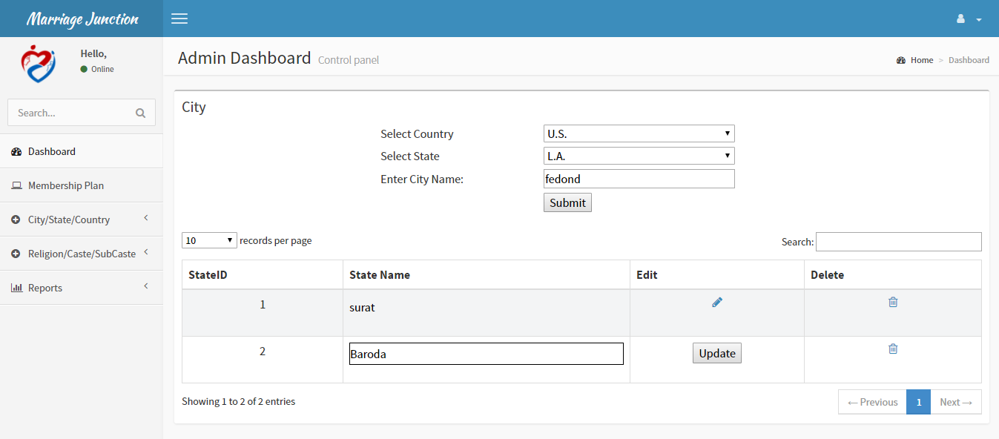 Marriage Junction
Hello,
Online
Search...
Dashboard
Membership Plan
City/State/Country
Religion/Caste/SubCaste
Reports
Admin Dashboard Control panel
Home > Dashboard
City
Select Country U.S.
Select State L.A.
Enter City Name: fedond
Submit
10 records per page Search:
StateID State Name Edit Delete
1 surat
2 Baroda Update
Showing 1 to 2 of 2 entries
← Previous 1 Next →